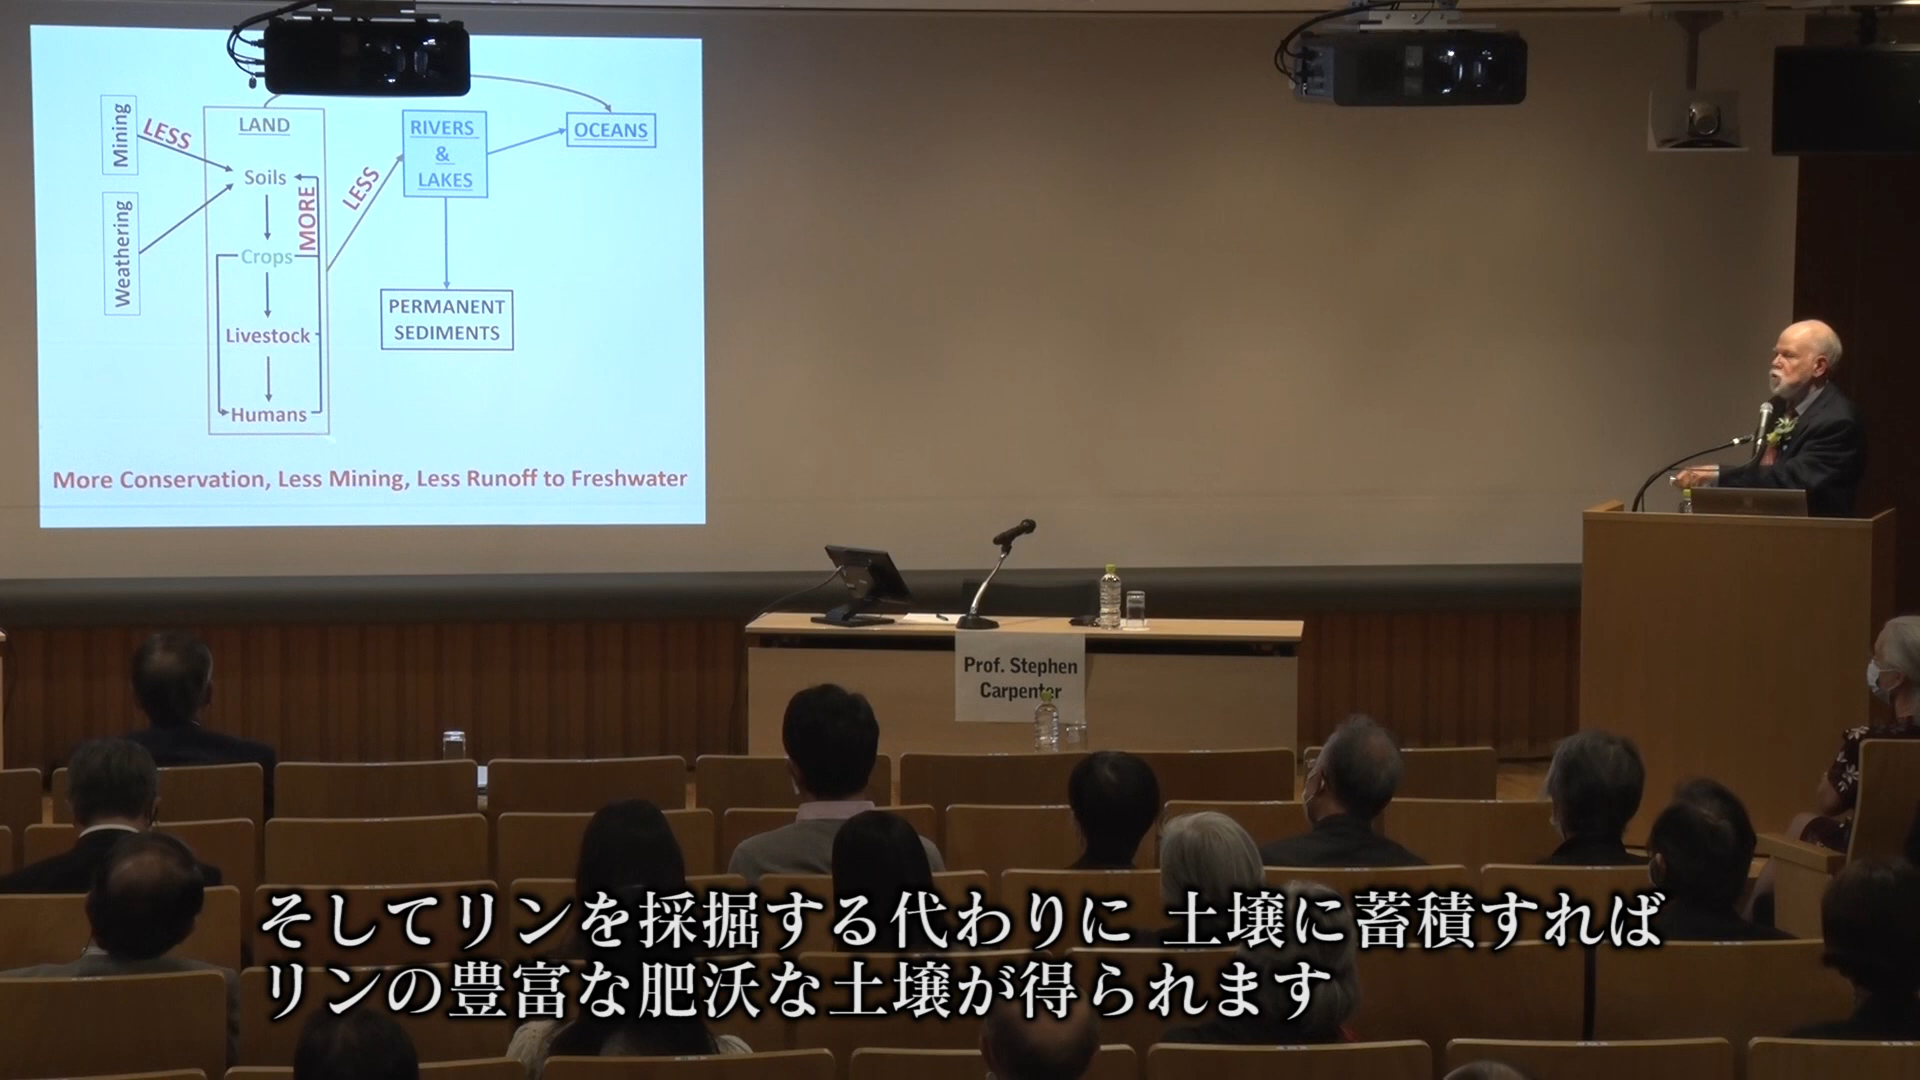 Mining
LESS
LAND
RIVERS
&
LAKES
OCEANS
Soils
MORE
LESS
Weathering
Crops
PERMANENT
SEDIMENTS
Livestock
Humans
More Conservation, Less Mining, Less Runoff to Freshwater
Prof. Stephen
Carpenter
そしてリンを採掘する代わりに 土壌に蓄積すれば
リンの豊富な肥沃な土壌が得られます